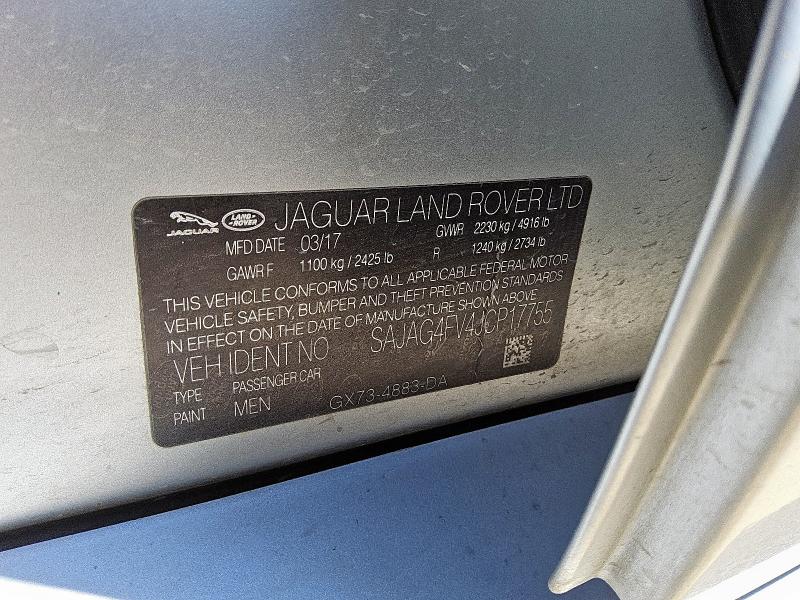 JAGUAR LAND-ROVER JAGUAR LAND ROVER LTD
MFD DATE 03/17 GVWR 2230 kg / 4916 lb
GAWR F 1100 kg / 2425 lb R 1240 kg / 2734 lb
THIS VEHICLE CONFORMS TO ALL APPLICABLE FEDERAL MOTOR
VEHICLE SAFETY, BUMPER AND THEFT PREVENTION STANDARDS
IN EFFECT ON THE DATE OF MANUFACTURE SHOWN ABOVE
VEH IDENT NO SAJAG4FV4JCP17755
TYPE PASSENGER CAR
PAINT MEN GX73-4883-DA